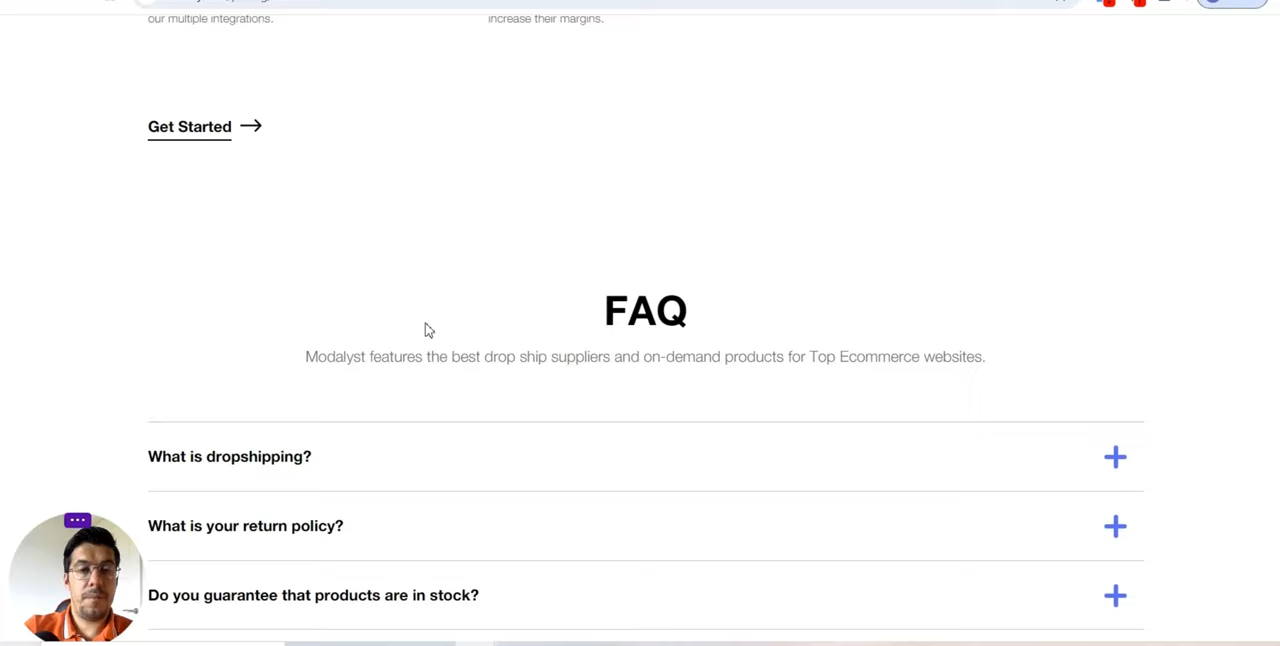 our multiple integrations.
increase their margins.
Get Started
FAQ
Modalyst features the best drop ship suppliers and on-demand products for Top Ecommerce websites.
What is dropshipping?
What is your return policy?
Do you guarantee that products are in stock?